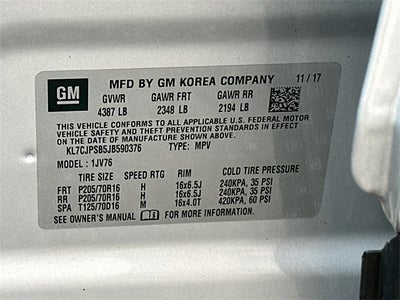 GM MFD BY GM KOREA COMPANY 11 / 17
GVWR GAWR FRT GAWR RR
4387 LB 2348 LB 2194 LB
THIS VEHICLE CONFORMS TO ALL APPLICABLE U.S. FEDERAL MOTOR
VEHICLE SAFETY AND THEFT PREVENTION STANDARDS IN EFFECT
ON THE DATE OF MANUFACTURE SHOWN ABOVE.
KL7CJPSB5JB590376 TYPE: MPV
MODEL: 1JV76
TIRE SIZE SPEED RTG RIM COLD TIRE PRESSURE
FRT P205/70R16 H 16x6.5J 240KPA, 35 PSI
RR P205/70R16 H 16x6.5J 240KPA, 35 PSI
SPA T125/70D16 M 16x4.0T 420KPA, 60 PSI
SEE OWNER'S MANUAL FOR MORE INFORMATION.